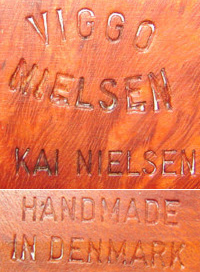 VIGGO
NIELSEN
KAI NIELSEN
HANDMADE
IN DENMARK